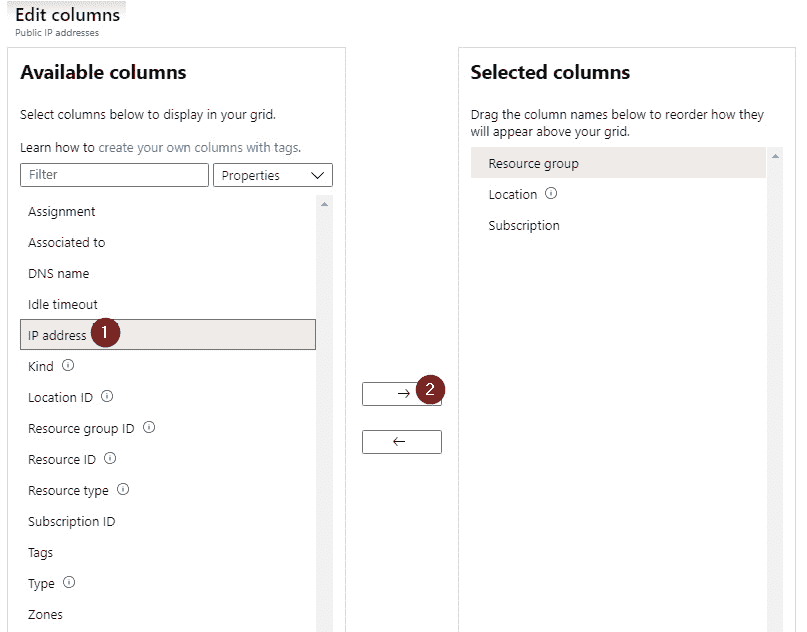 Edit columns
Public IP addresses
Available columns
Select columns below to display in your grid.
Learn how to create your own columns with tags.
Filter
Properties
Assignment
Associated to
DNS name
Idle timeout
IP address 1
Kind
Location ID
Resource group ID
Resource ID
Resource type
Subscription ID
Tags
Type
Zones
→ 2
←
Selected columns
Drag the column names below to reorder how they
will appear above your grid.
Resource group
Location
Subscription